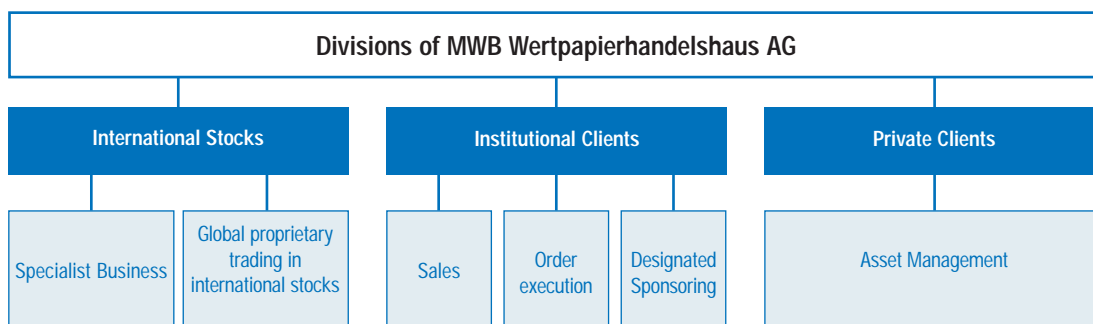 Divisions of MWB Wertpapierhandelshaus AG
International Stocks
Institutional Clients
Private Clients
Specialist Business
Global proprietary
trading in
international stocks
Sales
Order
execution
Designated
Sponsoring
Asset Management